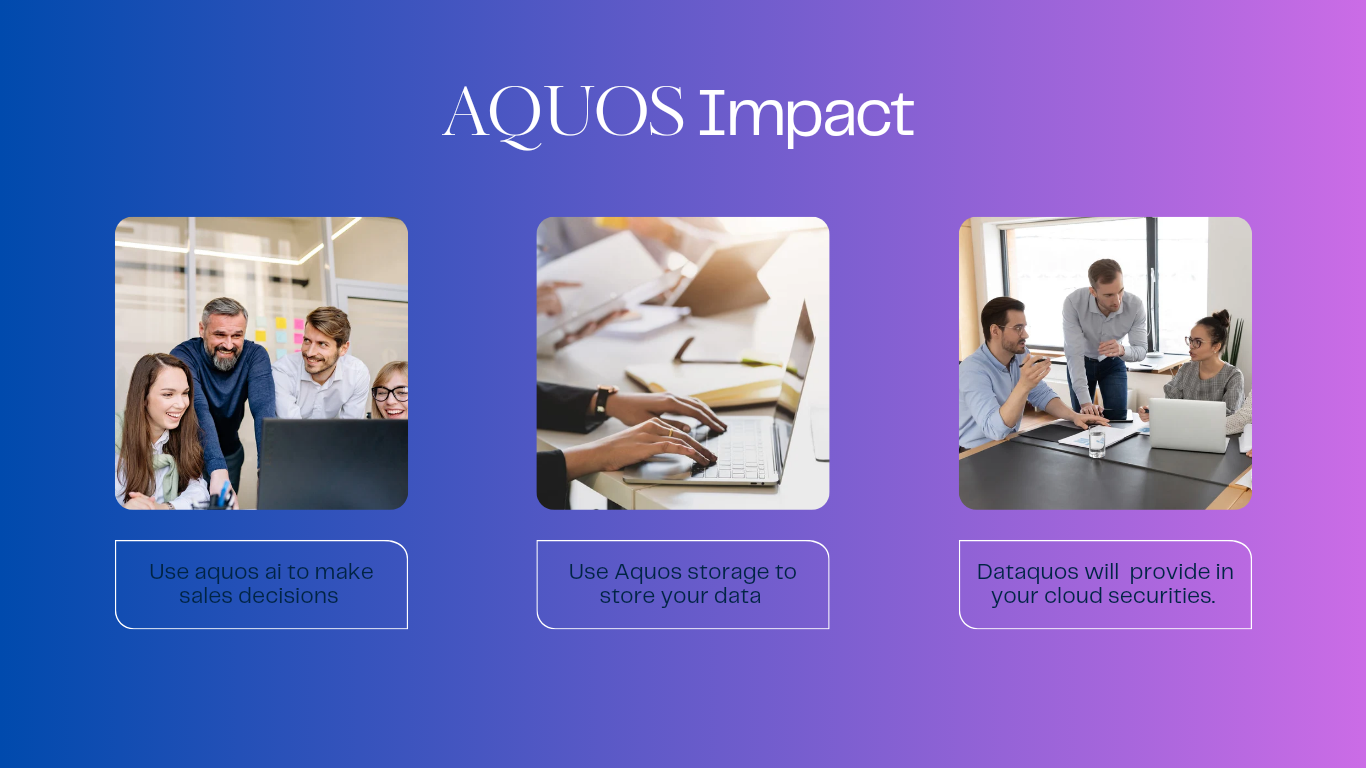 AQUOS Impact
Use aquos ai to make
sales decisions
Use Aquos storage to
store your data
Dataquos will  provide in
your cloud securities.